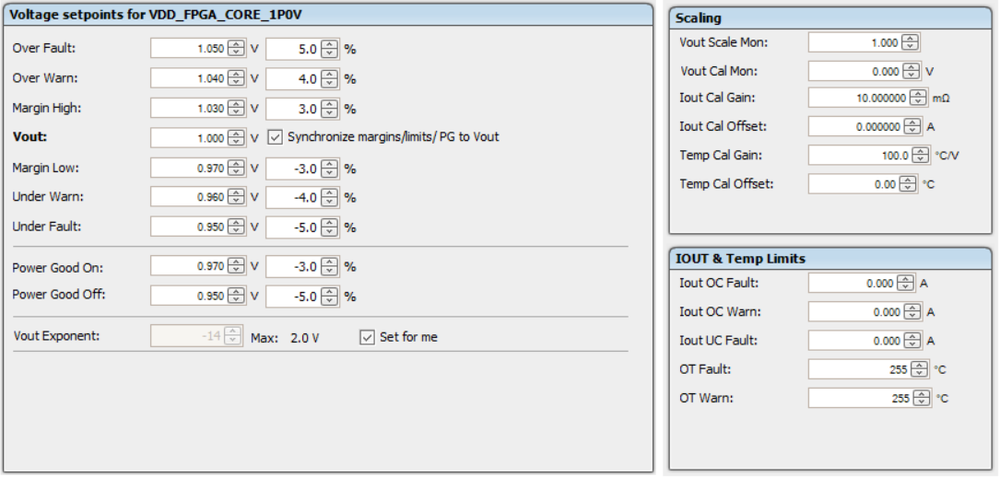 Voltage setpoints for VDD_FPGA_CORE_1P0V
Over Fault: 1.050 V 5.0 %
Over Warn: 1.040 V 4.0 %
Margin High: 1.030 V 3.0 %
Vout: 1.000 V Synchronize margins/limits/ PG to Vout
Margin Low: 0.970 V -3.0 %
Under Warn: 0.960 V -4.0 %
Under Fault: 0.950 V -5.0 %
Power Good On: 0.970 V -3.0 %
Power Good Off: 0.950 V -5.0 %
Vout Exponent: -14 Max: 2.0 V Set for me
Scaling
Vout Scale Mon: 1.000
Vout Cal Mon: 0.000 V
Iout Cal Gain: 10.000000 mΩ
Iout Cal Offset: 0.000000 A
Temp Cal Gain: 100.0 °C/V
Temp Cal Offset: 0.00 °C
IOUT & Temp Limits
Iout OC Fault: 0.000 A
Iout OC Warn: 0.000 A
Iout UC Fault: 0.000 A
OT Fault: 255 °C
OT Warn: 255 °C